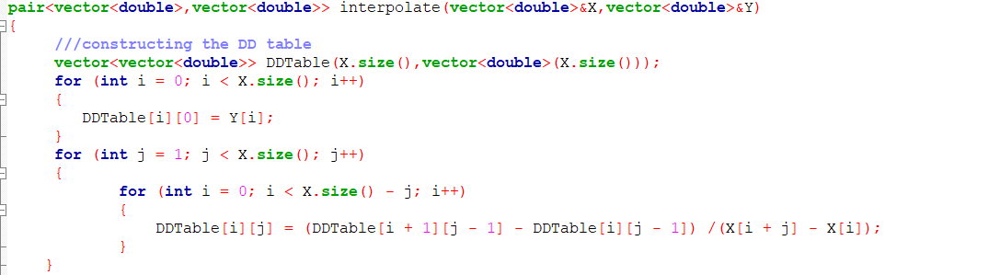 pair<vector<double>,vector<double>> interpolate(vector<double>&X,vector<double>&Y)
{
///constructing the DD table
vector<vector<double>> DDTable(X.size(),vector<double>(X.size()));
for (int i = 0; i < X.size(); i++)
{
DDTable[i][0] = Y[i];
}
for (int j = 1; j < X.size(); j++)
{
for (int i = 0; i < X.size() - j; i++)
{
DDTable[i][j] = (DDTable[i + 1][j - 1] - DDTable[i][j - 1]) /(X[i + j] - X[i]);
}
}